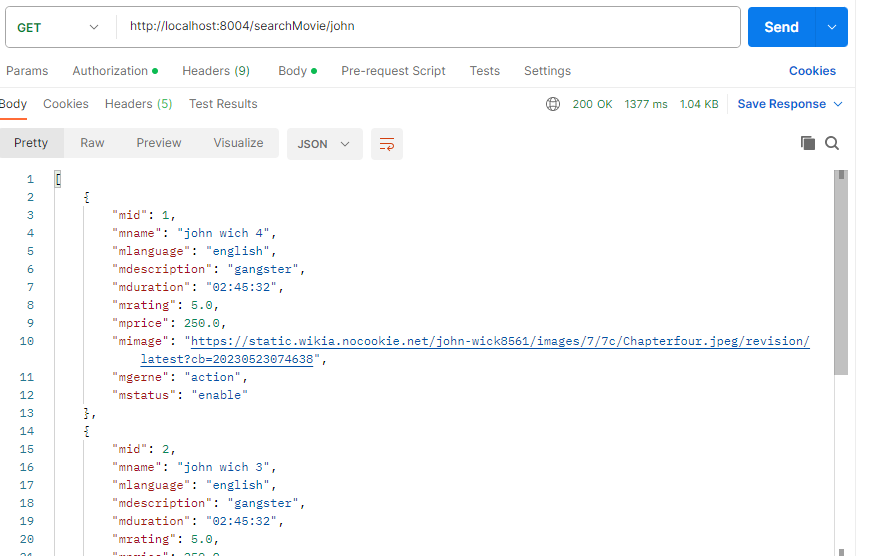 GET http://localhost:8004/searchMovie/john Send
Params Authorization Headers (9) Body Pre-request Script Tests Settings Cookies
Body Cookies Headers (5) Test Results 200 OK 1377 ms 1.04 KB Save Response
Pretty Raw Preview Visualize JSON
1 [
2 {
3 "mid": 1,
4 "mname": "john wich 4",
5 "mlanguage": "english",
6 "mdescription": "gangster",
7 "mduration": "02:45:32",
8 "mrating": 5.0,
9 "mprice": 250.0,
10 "mimage": "https://static.wikia.nocookie.net/john-wick8561/images/7/7c/Chapterfour.jpeg/revision/
latest?cb=20230523074638",
11 "mgerne": "action",
12 "mstatus": "enable"
13 },
14 {
15 "mid": 2,
16 "mname": "john wich 3",
17 "mlanguage": "english",
18 "mdescription": "gangster",
19 "mduration": "02:45:32",
20 "mrating": 5.0,